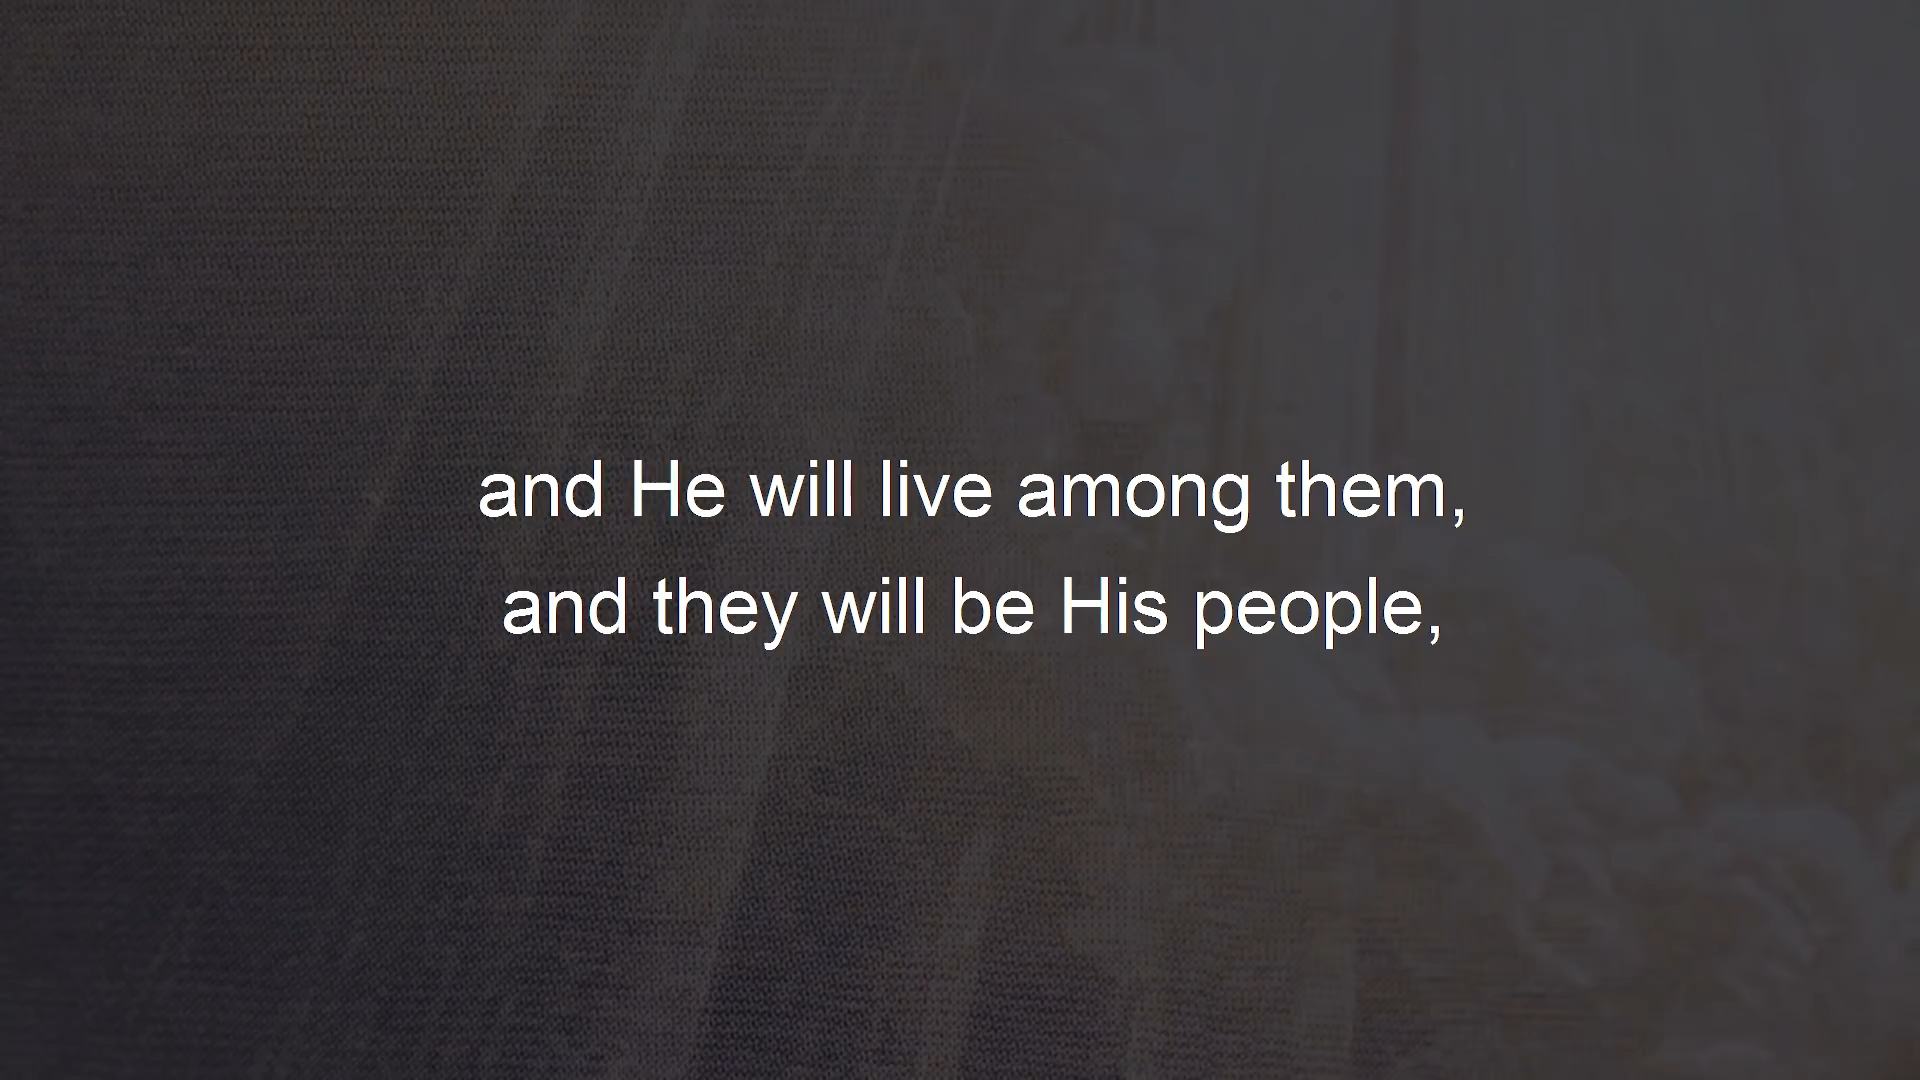 and He will live among them,
and they will be His people,